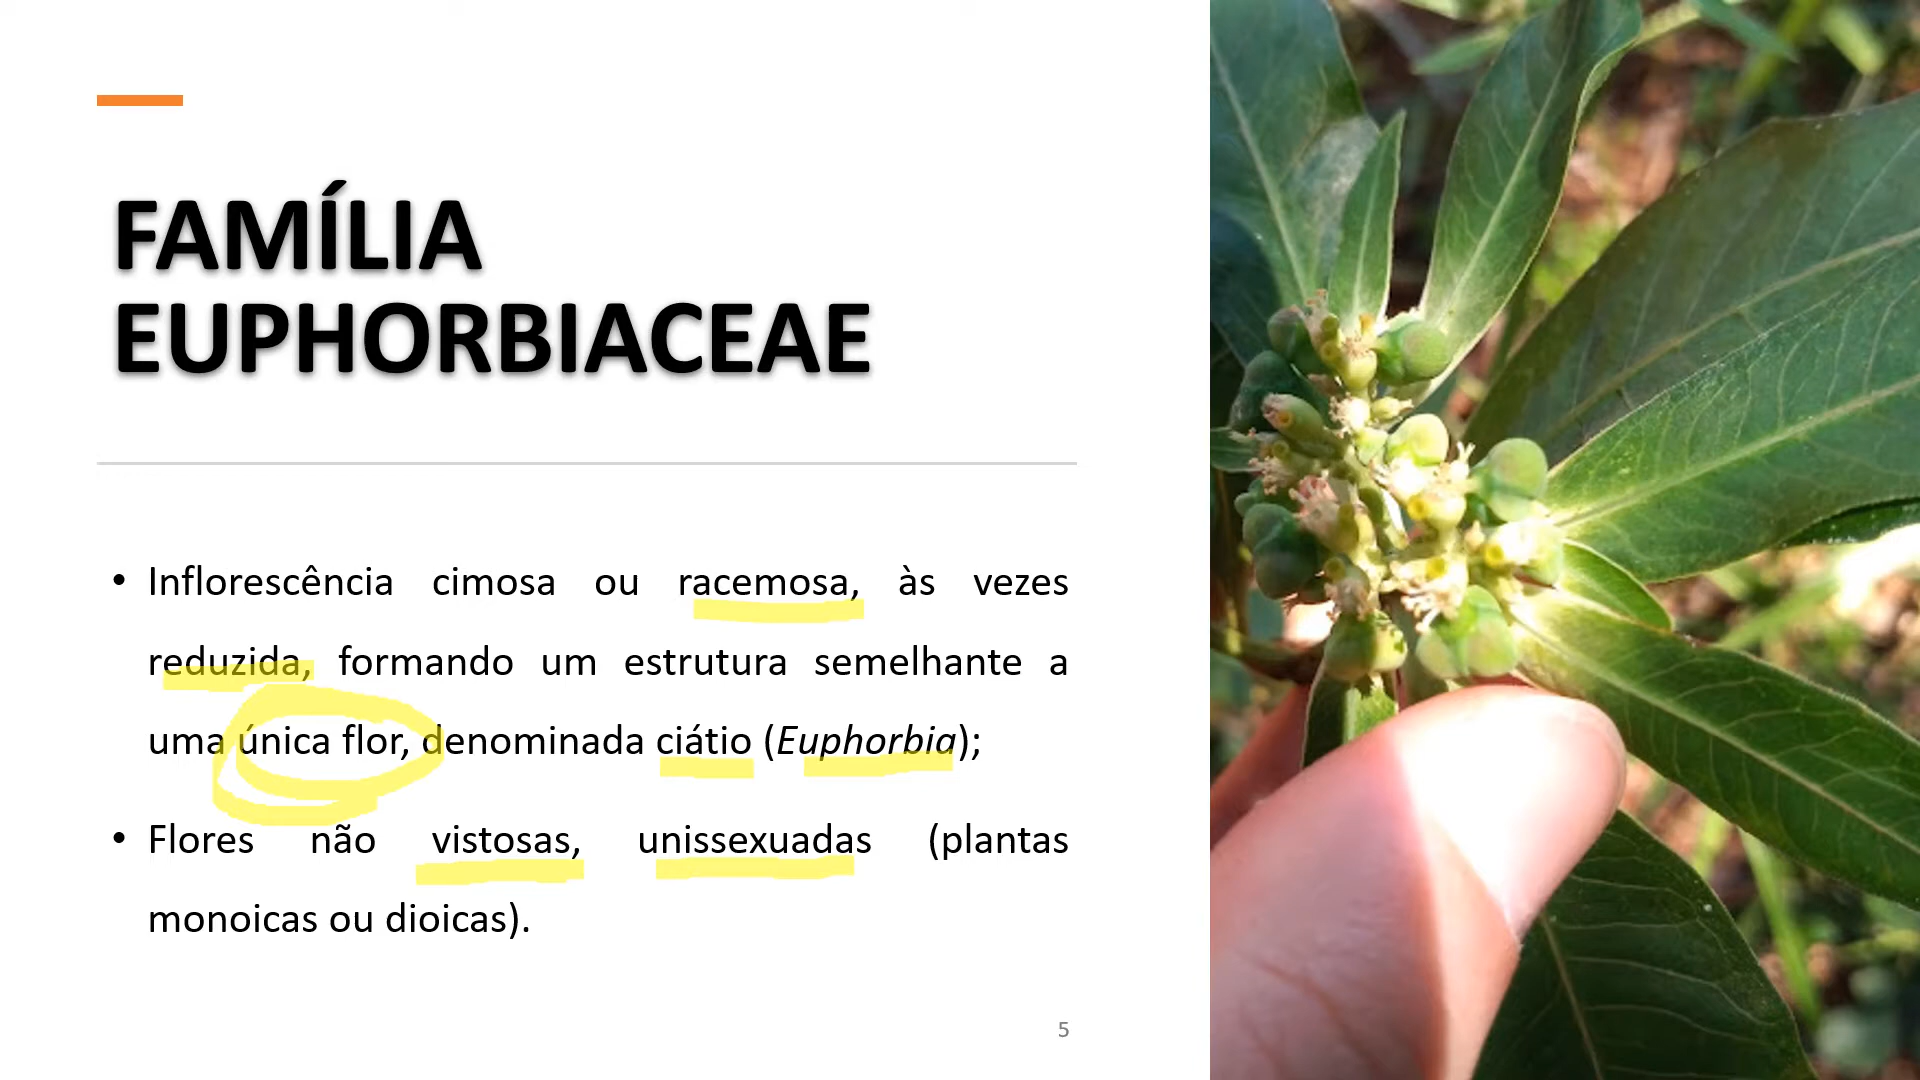 FAMÍLIA
EUPHORBIACEAE
• Inflorescência cimosa ou racemosa, às vezes
reduzida, formando um estrutura semelhante a
uma única flor, denominada ciátio (Euphorbia);
• Flores não vistosas, unissexuadas (plantas
monoicas ou dioicas).
5